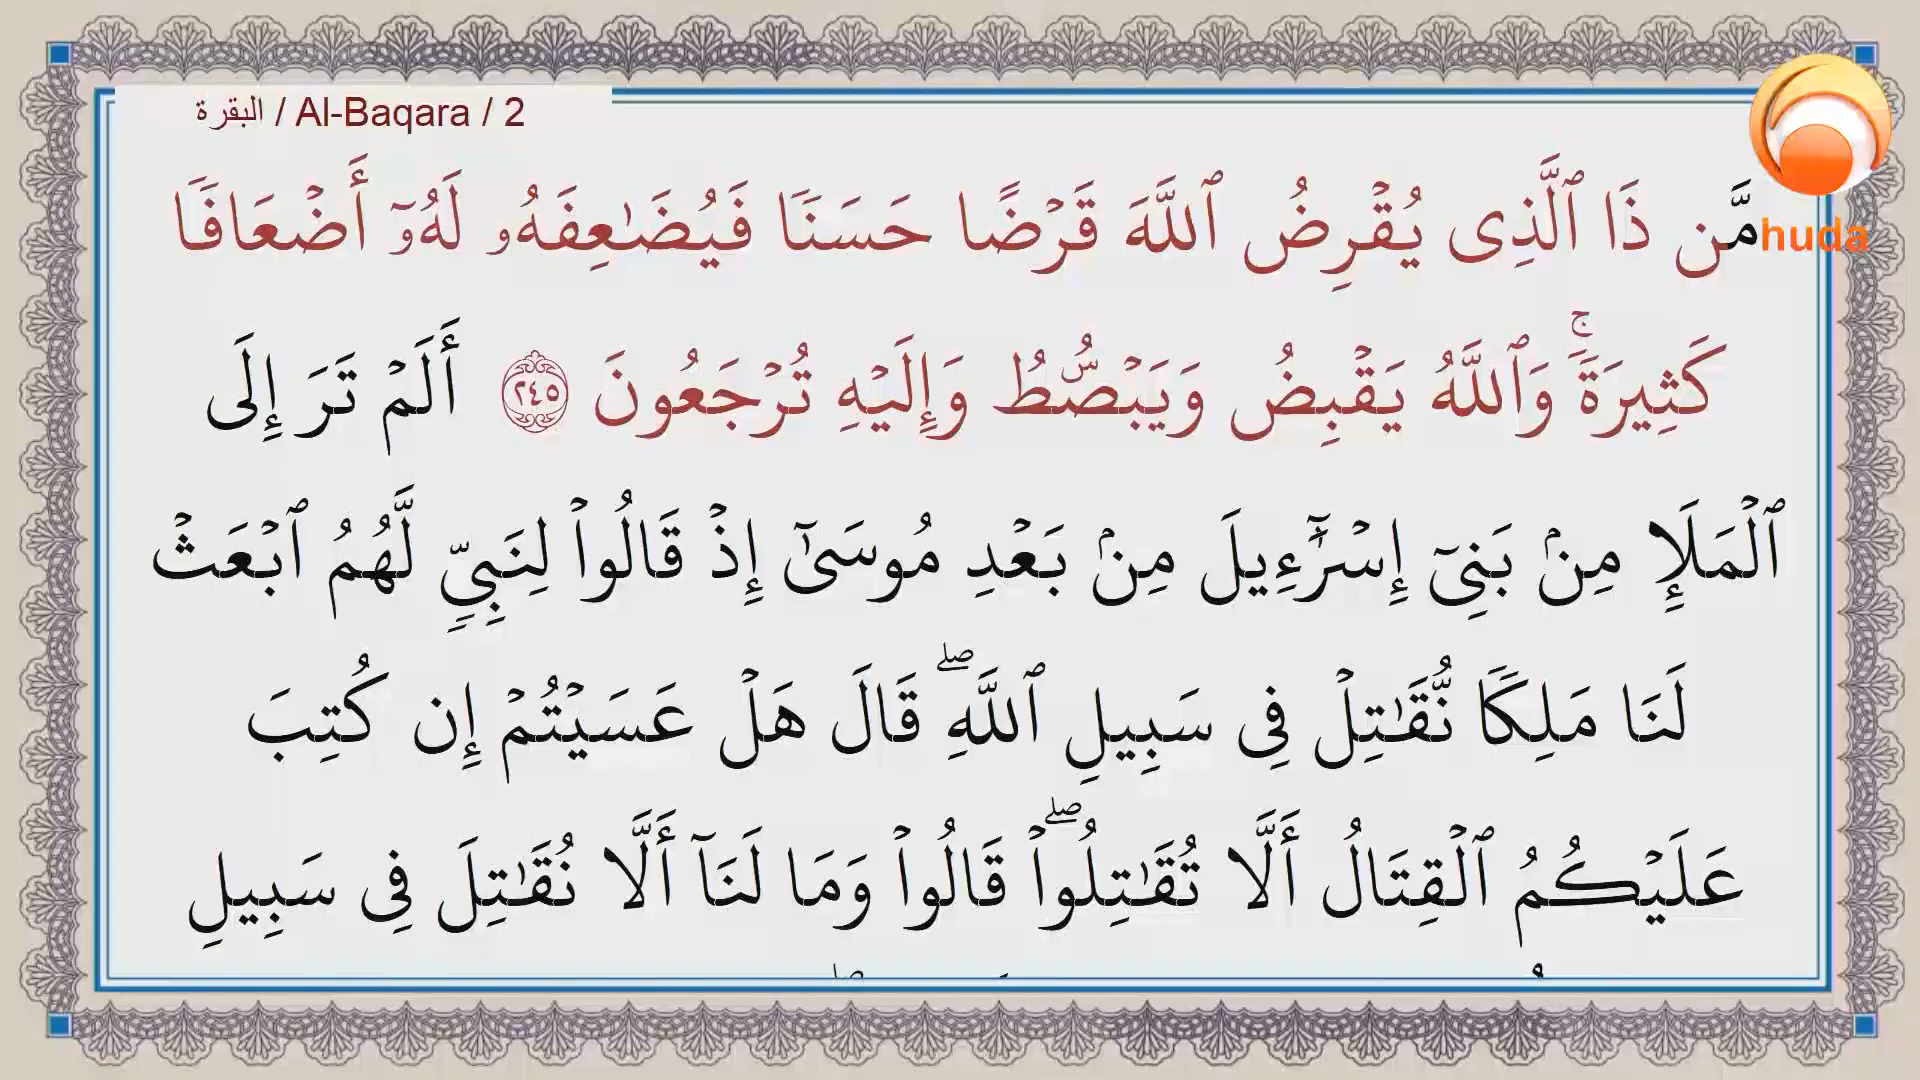 البقرة / Al-Baqara / 2
huda
مَّن ذَا ٱلَّذِى يُقْرِضُ ٱللَّهَ قَرْضًا حَسَنًا فَيُضَـٰعِفَهُۥ لَهُۥٓ أَضْعَافًا
كَثِيرَةً ۚ وَٱللَّهُ يَقْبِضُ وَيَبْصُۜطُ وَإِلَيْهِ تُرْجَعُونَ ٢٤٥ أَلَمْ تَرَ إِلَى
ٱلْمَلَإِ مِنۢ بَنِىٓ إِسْرَٰٓءِيلَ مِنۢ بَعْدِ مُوسَىٰٓ إِذْ قَالُوا۟ لِنَبِىٍّ لَّهُمُ ٱبْعَثْ
لَنَا مَلِكًا نُّقَـٰتِلْ فِى سَبِيلِ ٱللَّهِ ۖ قَالَ هَلْ عَسَيْتُمْ إِن كُتِبَ
عَلَيْكُمُ ٱلْقِتَالُ أَلَّا تُقَـٰتِلُوا۟ ۖ قَالُوا۟ وَمَا لَنَآ أَلَّا نُقَـٰتِلَ فِى سَبِيلِ